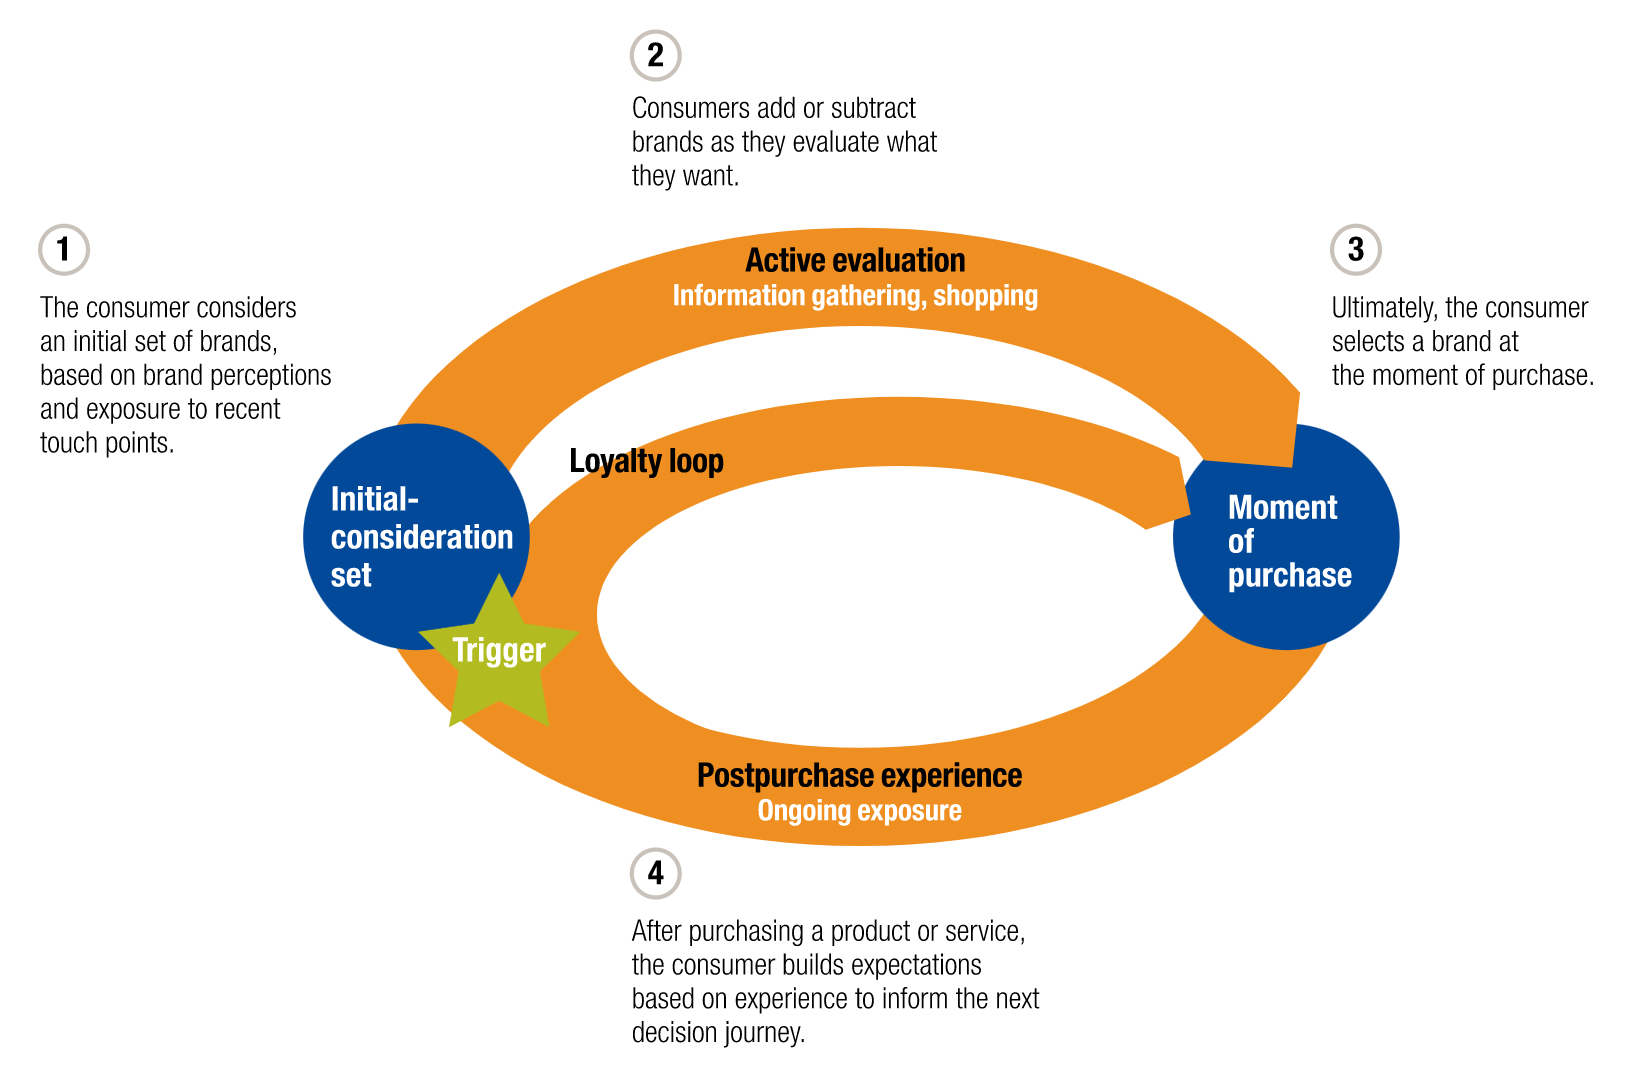 2
Consumers add or subtract
brands as they evaluate what
they want.
1
The consumer considers
an initial set of brands,
based on brand perceptions
and exposure to recent
touch points.
3
Ultimately, the consumer
selects a brand at
the moment of purchase.
Active evaluation
Information gathering, shopping
Loyalty loop
Initial-
consideration
set
Moment
of
purchase
Trigger
Postpurchase experience
Ongoing exposure
4
After purchasing a product or service,
the consumer builds expectations
based on experience to inform the next
decision journey.